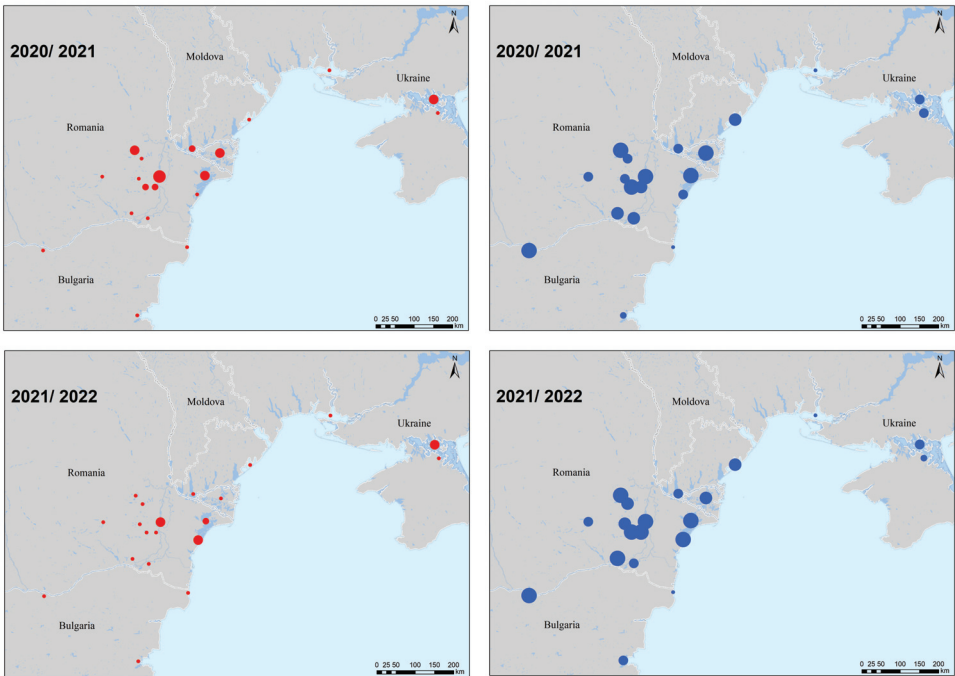 N
2020/ 2021
Moldova
Ukraine
Romania
Bulgaria
0 25 50 100 150 200
km
N
2020/ 2021
Moldova
Ukraine
Romania
Bulgaria
0 25 50 100 150 200
km
N
2021/ 2022
Moldova
Ukraine
Romania
Bulgaria
0 25 50 100 150 200
km
N
2021/ 2022
Moldova
Ukraine
Romania
Bulgaria
0 25 50 100 150 200
km